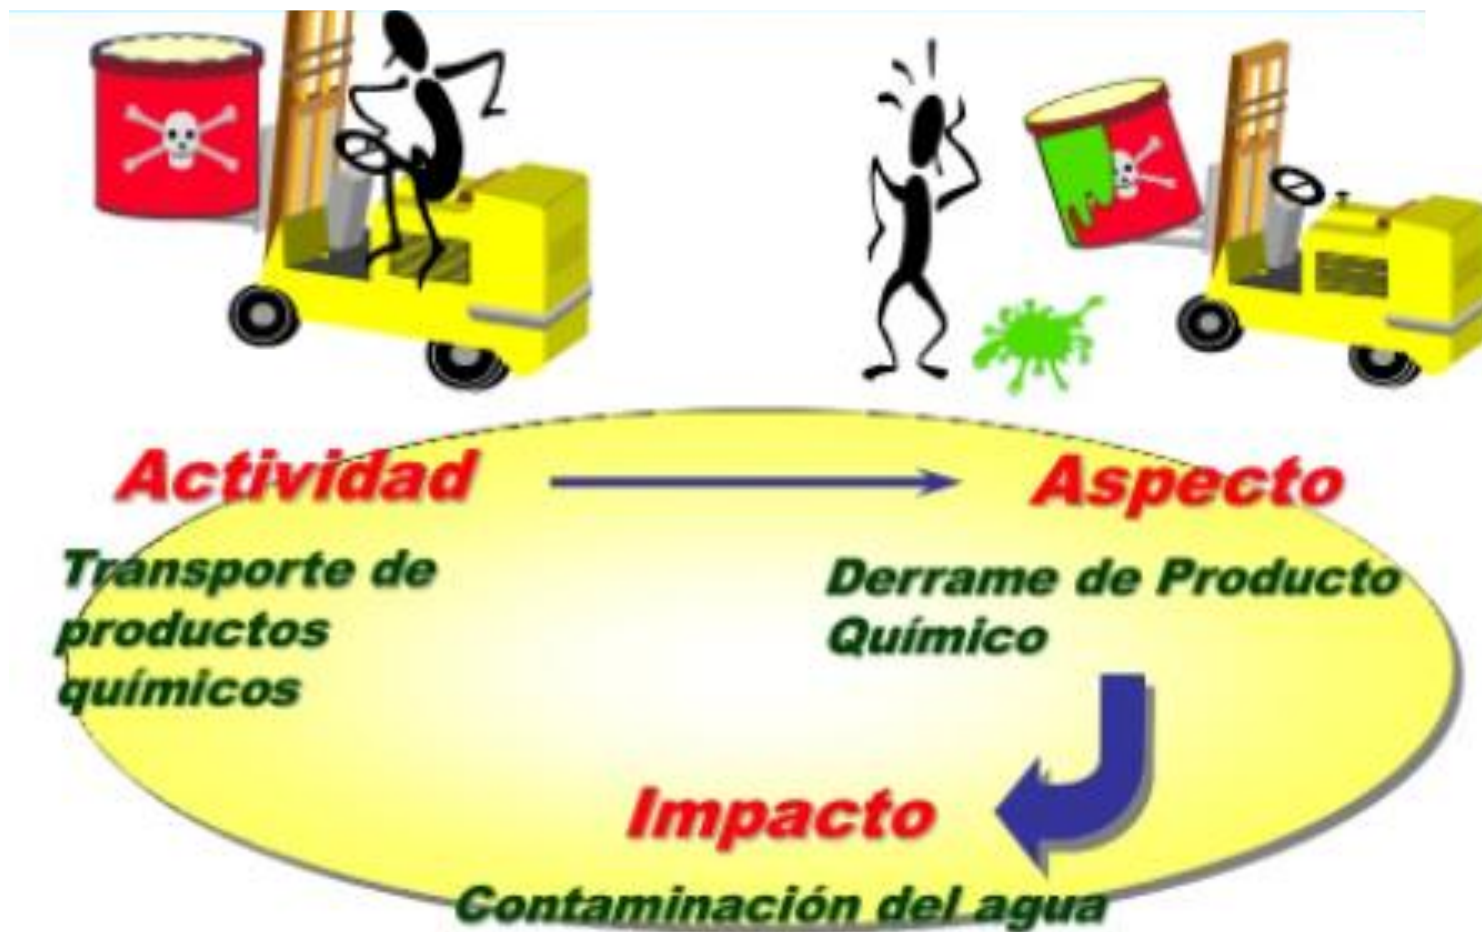 Actividad
Aspecto
Transporte de
productos
químicos
Derrame de Producto
Químico
Impacto
Contaminación del agua